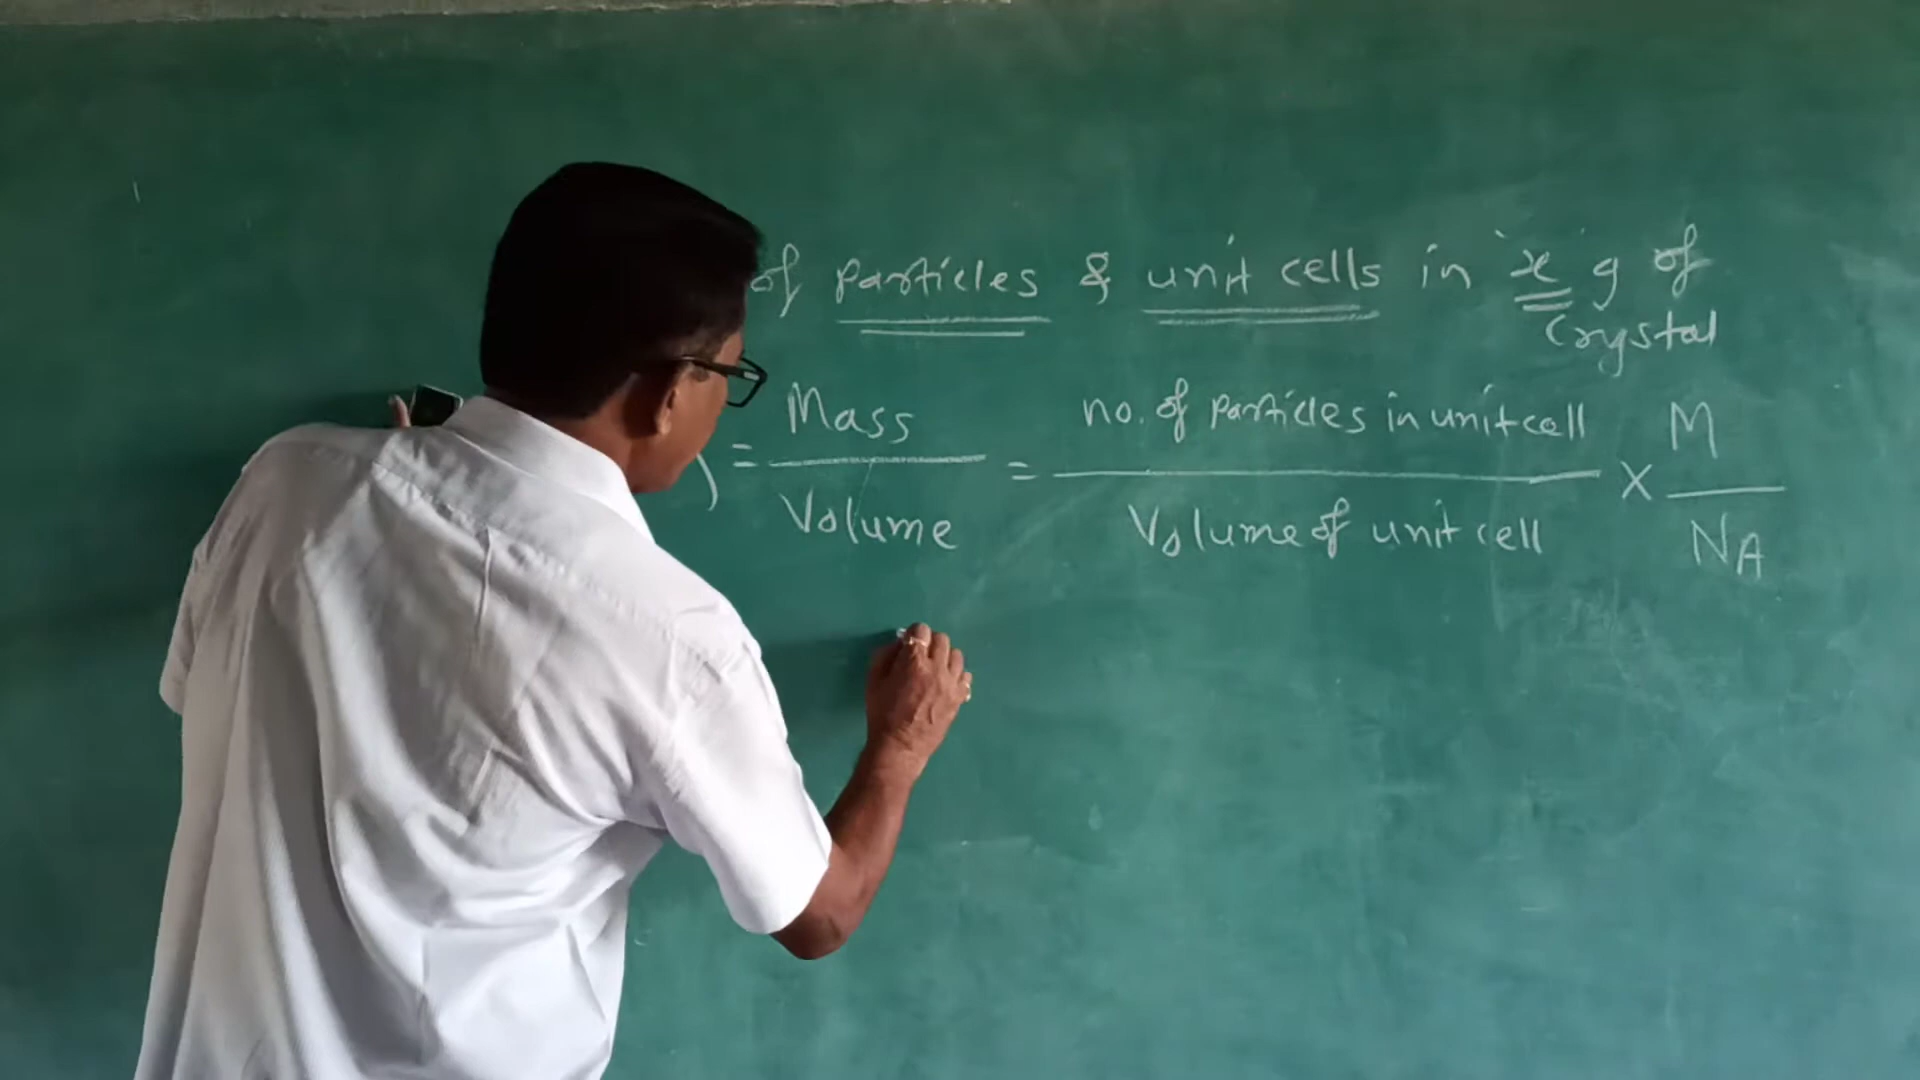 of particles & unit cells in 'x' g of
crystal
) = Mass / Volume = no. of particles in unit cell / Volume of unit cell × M / NA